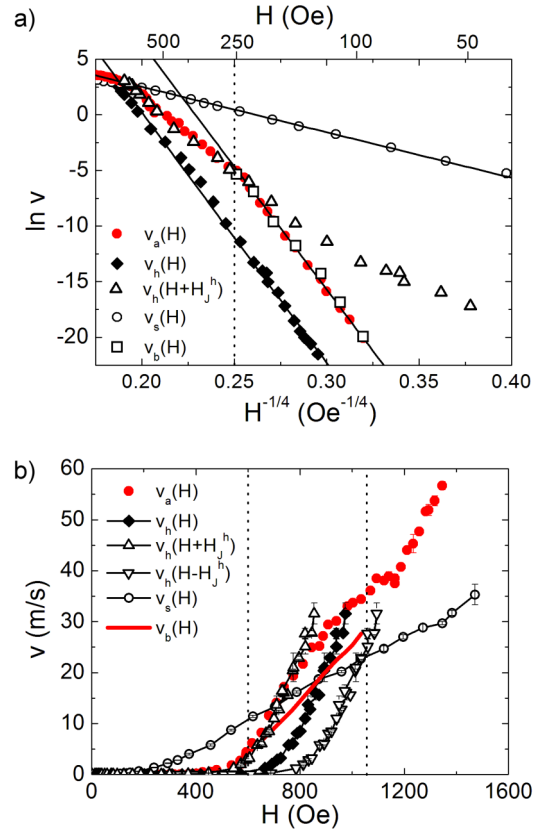 a)
H (Oe)
500 250 100 50
5
0
-5
-10
-15
-20
ln v
v_a(H)
v_h(H)
v_h(H+H_J^h)
v_s(H)
v_b(H)
0.20 0.25 0.30 0.35 0.40
H^-1/4 (Oe^-1/4)
b)
60
50
40
30
20
10
0
v (m/s)
v_a(H)
v_h(H)
v_h(H+H_J^h)
v_h(H-H_J^h)
v_s(H)
v_b(H)
0 400 800 1200 1600
H (Oe)